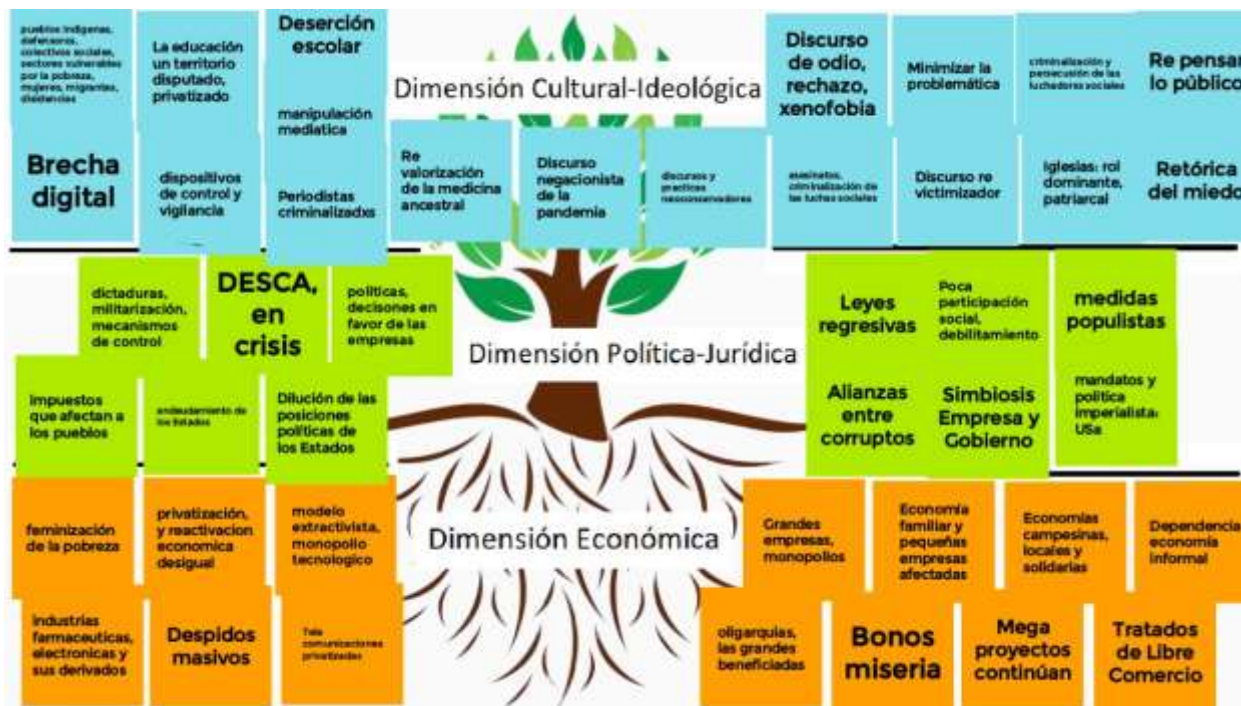 pueblos indígenas,
defensores,
colectivos sociales,
sectores vulnerables
por la pobreza,
mujeres, migrantes,
disidencias
La educación
un territorio
disputado,
privatizado
Deserción
escolar
manipulación
mediatica
Dimensión Cultural-Ideológica
Discurso
de odio,
rechazo,
xenofobia
Minimizar la
problemática
criminalización y
persecución de las
luchadores sociales
Re pensar
lo público
Brecha
digital
dispositivos
de control y
vigilancia
Periodistas
criminalizadxs
Re
valorización
de la medicina
ancestral
Discurso
negacionista
de la
pandemia
discursos y
practicas
neoconservadores
asesinatos,
criminalización de
las luchas sociales
Discurso re
victimizador
Iglesias: rol
dominante,
patriarcal
Retórica
del miedo
dictaduras,
militarización,
mecanismos
de control
DESCA,
en
crisis
políticas,
decisones en
favor de las
empresas
Dimensión Política-Jurídica
Leyes
regresivas
Poca
participación
social,
debilitamiento
medidas
populistas
Impuestos
que afectan a
los pueblos
endeudamiento de
los Estados
Dilución de las
posiciones
políticas de
los Estados
Alianzas
entre
corruptos
Simbiosis
Empresa y
Gobierno
mandatos y
política
imperialista:
USa
feminización
de la pobreza
privatización,
y reactivacion
economica
desigual
modelo
extractivista,
monopolio
tecnologico
Dimensión Económica
Grandes
empresas,
monopolios
Economía
familiar y
pequeñas
empresas
afectadas
Economías
campesinas,
locales y
solidarias
Dependencia
economía
informal
industrias
farmaceuticas,
electronicas y
sus derivados
Despidos
masivos
Tele
comunicaciones
privatizadas
oligarquias,
las grandes
beneficiadas
Bonos
miseria
Mega
proyectos
continúan
Tratados
de Libre
Comercio